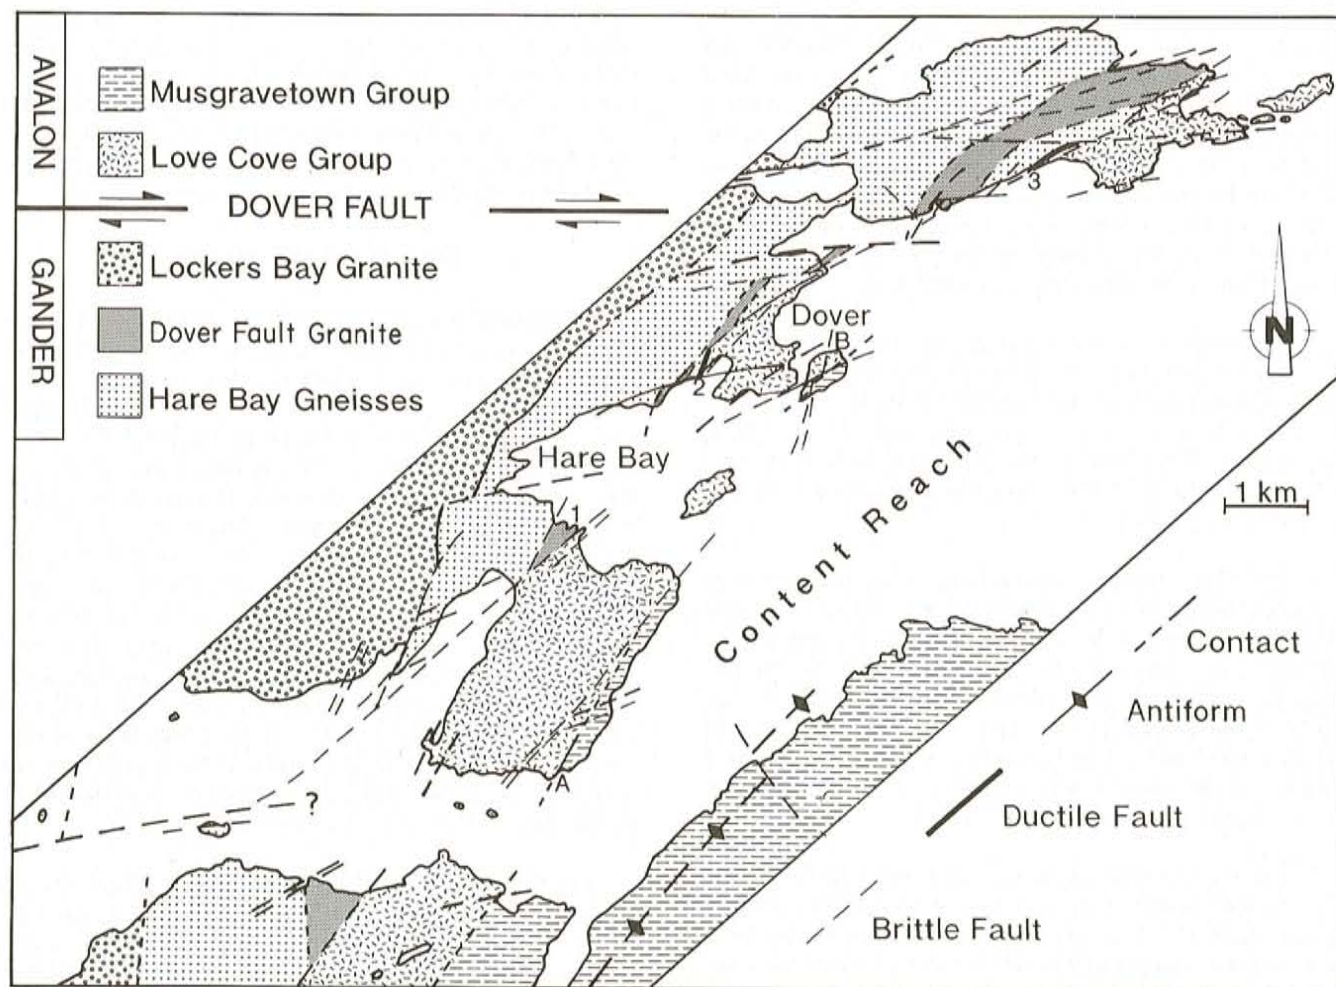 AVALON
GANDER
Musgravetown Group
Love Cove Group
DOVER FAULT
Lockers Bay Granite
Dover Fault Granite
Hare Bay Gneisses
3
N
Dover
B
2
Hare Bay
1
1 km
Content Reach
A
?
Contact
Antiform
Ductile Fault
Brittle Fault